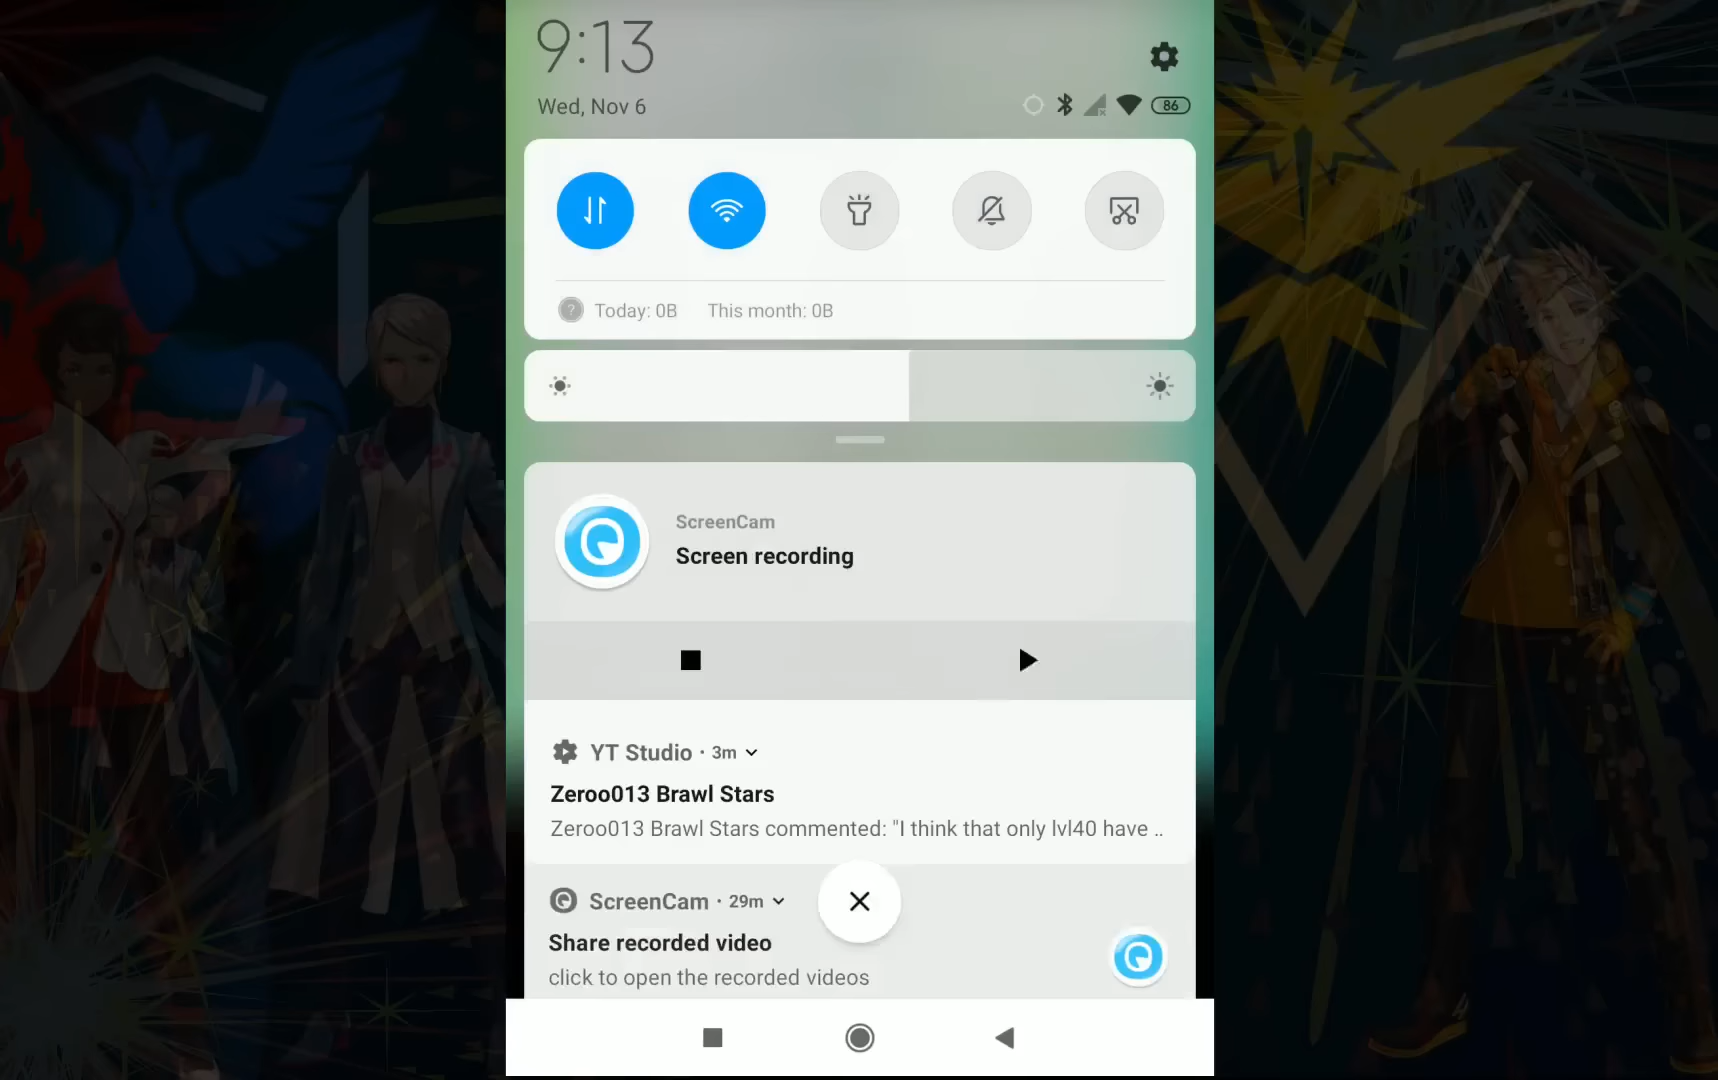 9:13
Wed, Nov 6
86
Today: 0B This month: 0B
ScreenCam
Screen recording
YT Studio · 3m
Zeroo013 Brawl Stars
Zeroo013 Brawl Stars commented: "I think that only lvl40 have ..
ScreenCam · 29m
Share recorded video
click to open the recorded videos